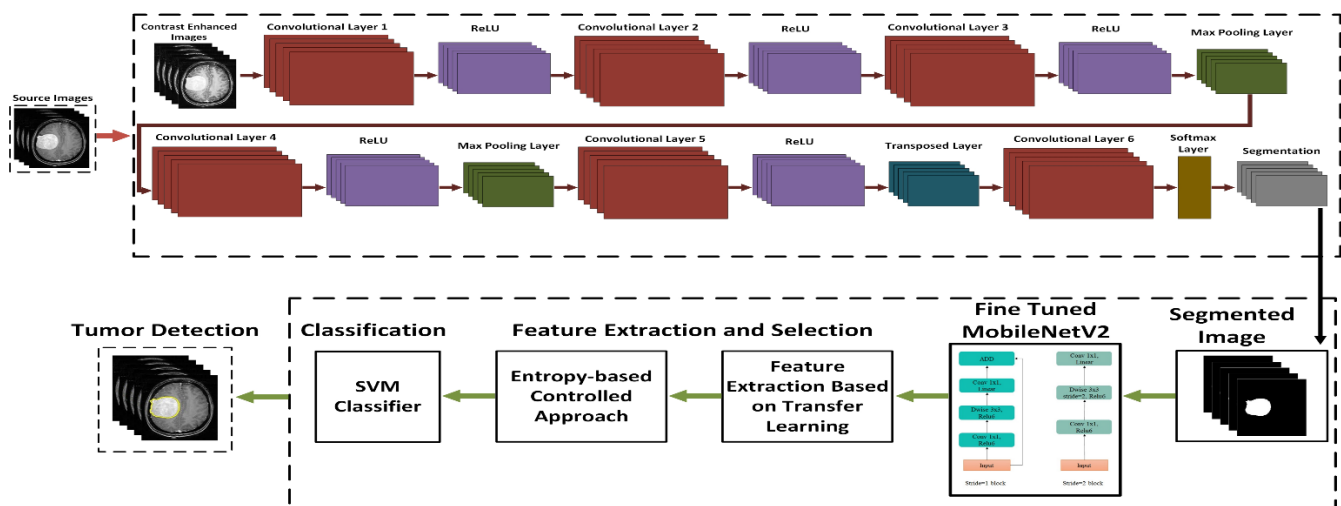 Source Images
Contrast Enhanced
Images
Convolutional Layer 1
ReLU
Convolutional Layer 2
ReLU
Convolutional Layer 3
ReLU
Max Pooling Layer
Convolutional Layer 4
ReLU
Max Pooling Layer
Convolutional Layer 5
ReLU
Transposed Layer
Convolutional Layer 6
Softmax
Layer
Segmentation
Segmented
Image
Fine Tuned
MobileNetV2
ADD
Conv 1x1,
Linear
Dwise 3x3,
Relu6
Conv 1x1,
Relu6
Input
Stride=1 block
Conv 1x1,
Linear
Dwise 3x3
stride=2, Relu6
Conv 1x1,
Relu6
Input
Stride=2 block
Feature Extraction and Selection
Feature
Extraction Based
on Transfer
Learning
Entropy-based
Controlled
Approach
Classification
SVM
Classifier
Tumor Detection